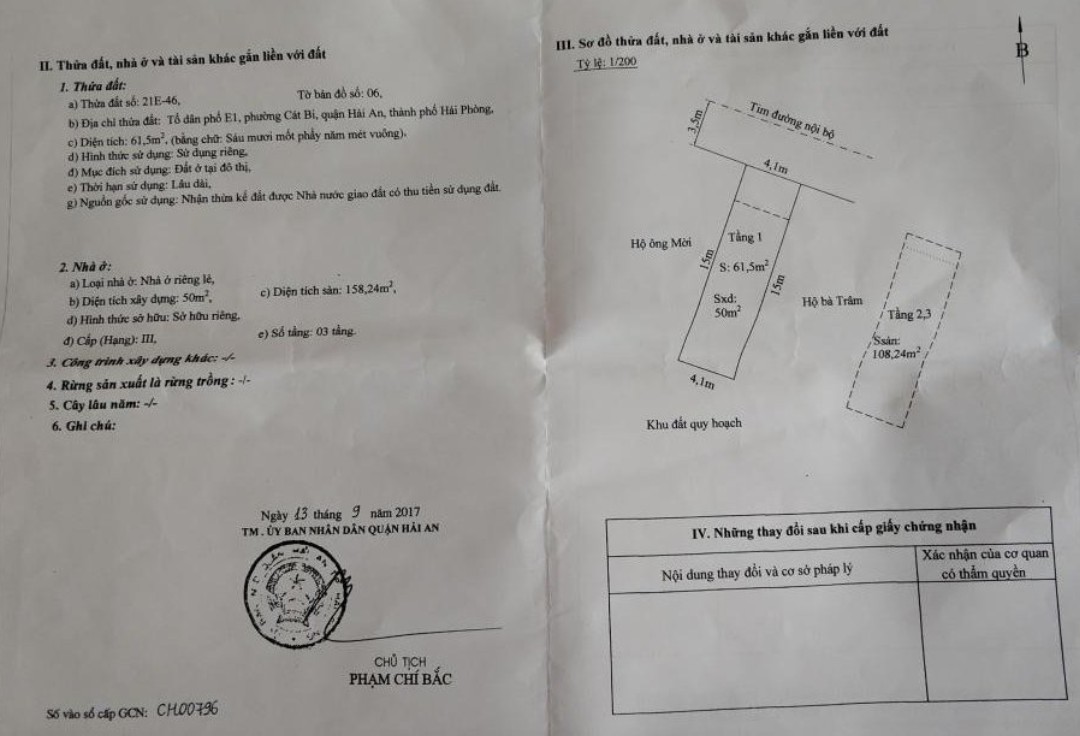 II. Thửa đất, nhà ở và tài sản khác gắn liền với đất
1. Thửa đất:
a) Thửa đất số: 21E-46, Tờ bản đồ số: 06,
b) Địa chỉ thửa đất: Tổ dân phố E1, phường Cát Bi, quận Hải An, thành phố Hải Phòng,
c) Diện tích: 61,5m², (bằng chữ: Sáu mươi mốt phẩy năm mét vuông),
d) Hình thức sử dụng: Sử dụng riêng,
đ) Mục đích sử dụng: Đất ở tại đô thị,
e) Thời hạn sử dụng: Lâu dài,
g) Nguồn gốc sử dụng: Nhận thừa kế đất được Nhà nước giao đất có thu tiền sử dụng đất.
2. Nhà ở:
a) Loại nhà ở: Nhà ở riêng lẻ,
b) Diện tích xây dựng: 50m², c) Diện tích sàn: 158,24m²,
d) Hình thức sở hữu: Sở hữu riêng,
đ) Cấp (Hạng): III, e) Số tầng: 03 tầng.
3. Công trình xây dựng khác: -/-
4. Rừng sản xuất là rừng trồng : -/-
5. Cây lâu năm: -/-
6. Ghi chú:
Ngày 13 tháng 9 năm 2017
TM . ỦY BAN NHÂN DÂN QUẬN HẢI AN
CHỦ TỊCH
PHẠM CHÍ BẮC
Số vào sổ cấp GCN: CH.00796
III. Sơ đồ thửa đất, nhà ở và tài sản khác gắn liền với đất
Tỷ lệ: 1/200
B
Tim đường nội bộ
3,5m
4,1m
Hộ ông Mời
15m
Tầng 1
S: 61,5m²
15m
Sxd:
50m²
Hộ bà Trâm
Tầng 2,3
Ssàn:
108,24m²
4,1m
Khu đất quy hoạch
IV. Những thay đổi sau khi cấp giấy chứng nhận
Nội dung thay đổi và cơ sở pháp lý
Xác nhận của cơ quan
có thẩm quyền